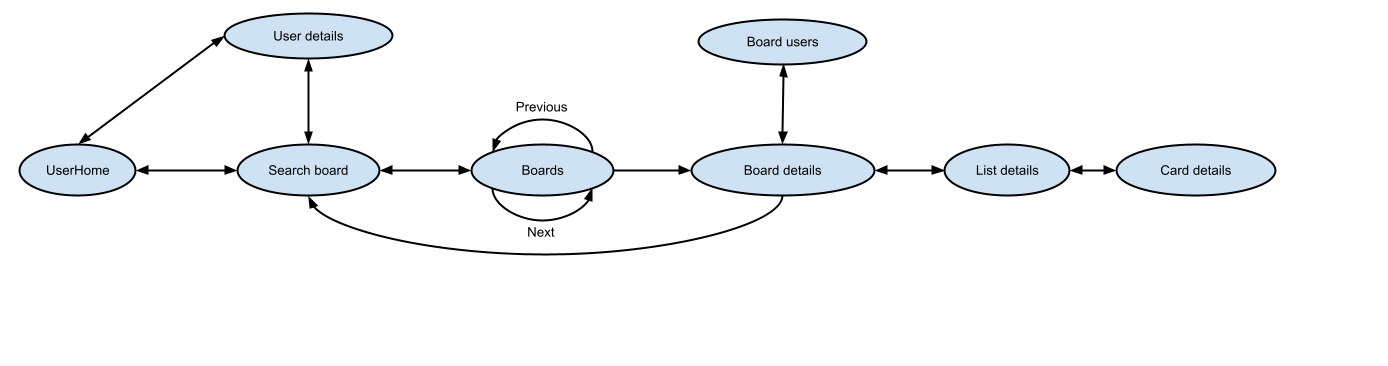 User details
Board users
Previous
UserHome
Search board
Boards
Board details
List details
Card details
Next